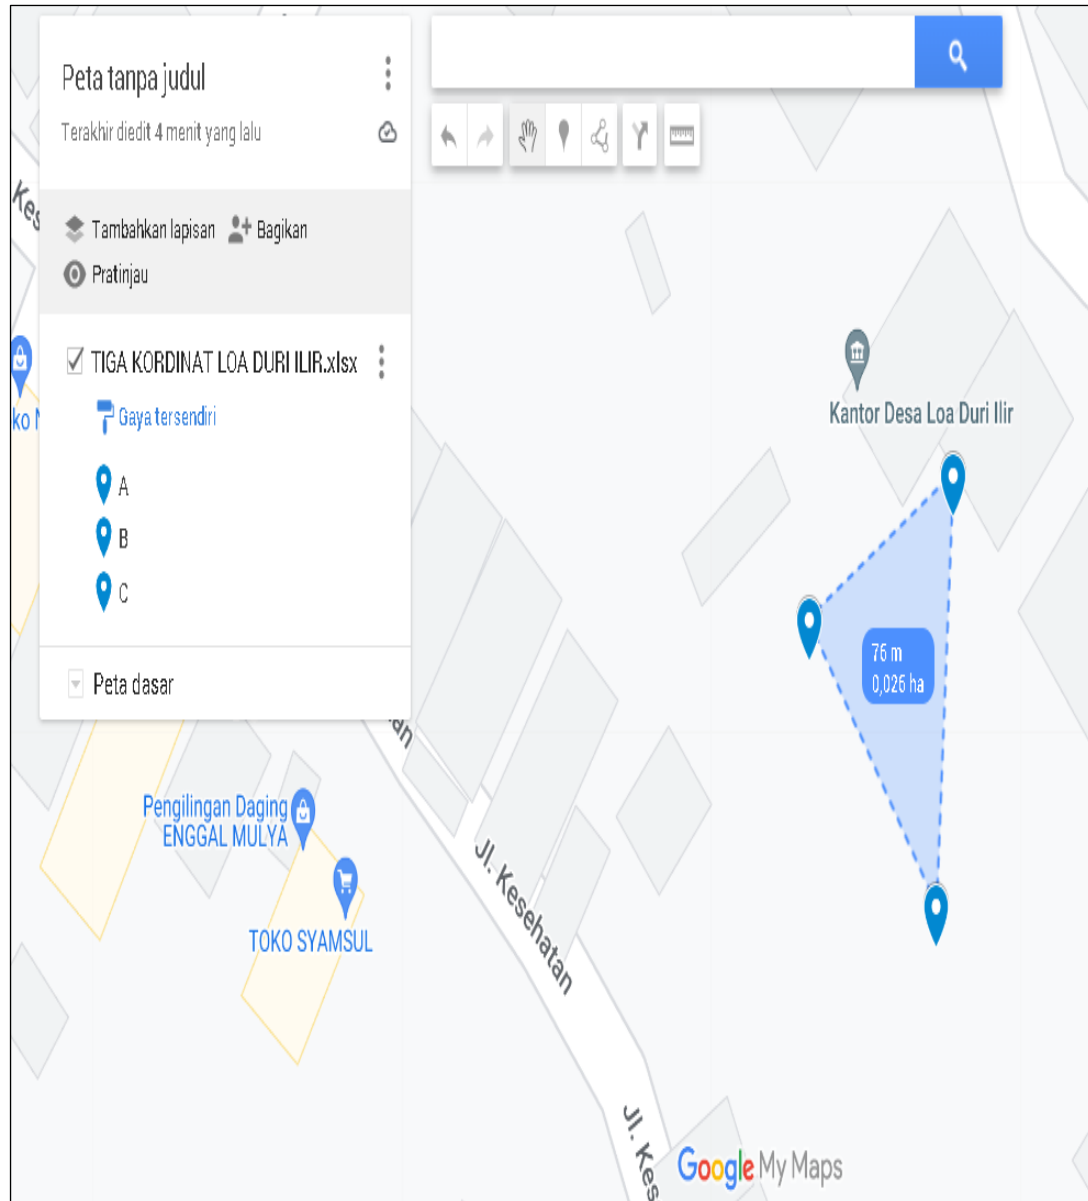 Peta tanpa judul
Terakhir diedit 4 menit yang lalu
Tambahkan lapisan
Bagikan
Pratinjau
TIGA KORDINAT LOA DURI ILIR.xlsx
Gaya tersendiri
A
B
C
Peta dasar
Kantor Desa Loa Duri Ilir
76 m
0,026 ha
Pengilingan Daging
ENGGAL MULYA
TOKO SYAMSUL
Jl. Kesehatan
Jl. Kes
Google My Maps